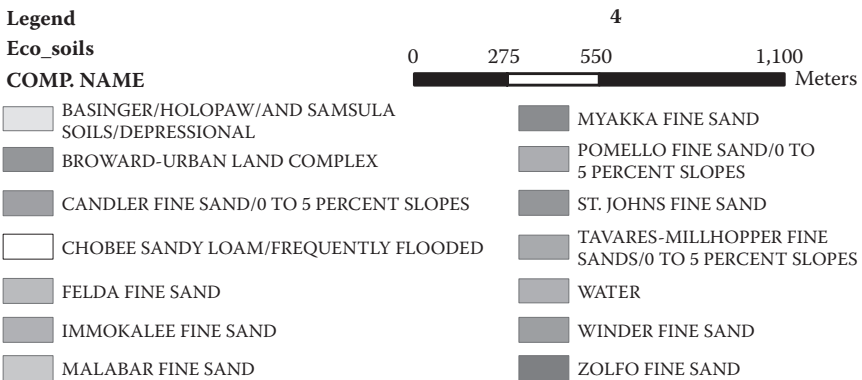 Legend
Eco_soils
COMP. NAME
4
0 275 550 1,100
Meters
BASINGER/HOLOPAW/AND SAMSULA
SOILS/DEPRESSIONAL
BROWARD-URBAN LAND COMPLEX
CANDLER FINE SAND/0 TO 5 PERCENT SLOPES
CHOBEE SANDY LOAM/FREQUENTLY FLOODED
FELDA FINE SAND
IMMOKALEE FINE SAND
MALABAR FINE SAND
MYAKKA FINE SAND
POMELLO FINE SAND/0 TO
5 PERCENT SLOPES
ST. JOHNS FINE SAND
TAVARES-MILLHOPPER FINE
SANDS/0 TO 5 PERCENT SLOPES
WATER
WINDER FINE SAND
ZOLFO FINE SAND